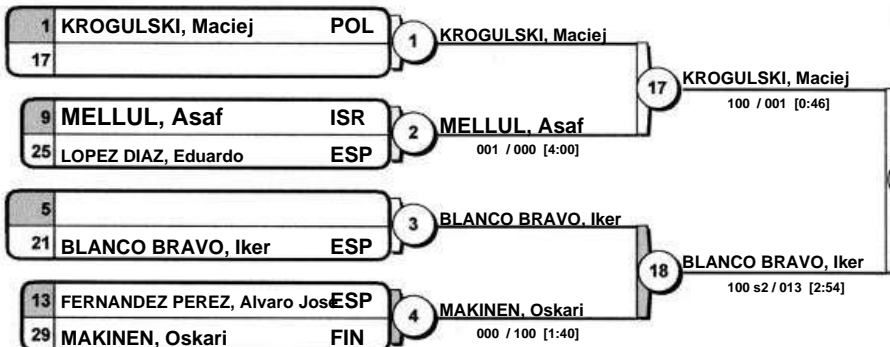 1 KROGULSKI, Maciej POL
17
1 KROGULSKI, Maciej
9 MELLUL, Asaf ISR
25 LOPEZ DIAZ, Eduardo ESP
2 MELLUL, Asaf
001 / 000 [4:00]
17 KROGULSKI, Maciej
100 / 001 [0:46]
5
21 BLANCO BRAVO, Iker ESP
3 BLANCO BRAVO, Iker
13 FERNANDEZ PEREZ, Alvaro Jose ESP
29 MAKINEN, Oskari FIN
4 MAKINEN, Oskari
000 / 100 [1:40]
18 BLANCO BRAVO, Iker
100 s2 / 013 [2:54]